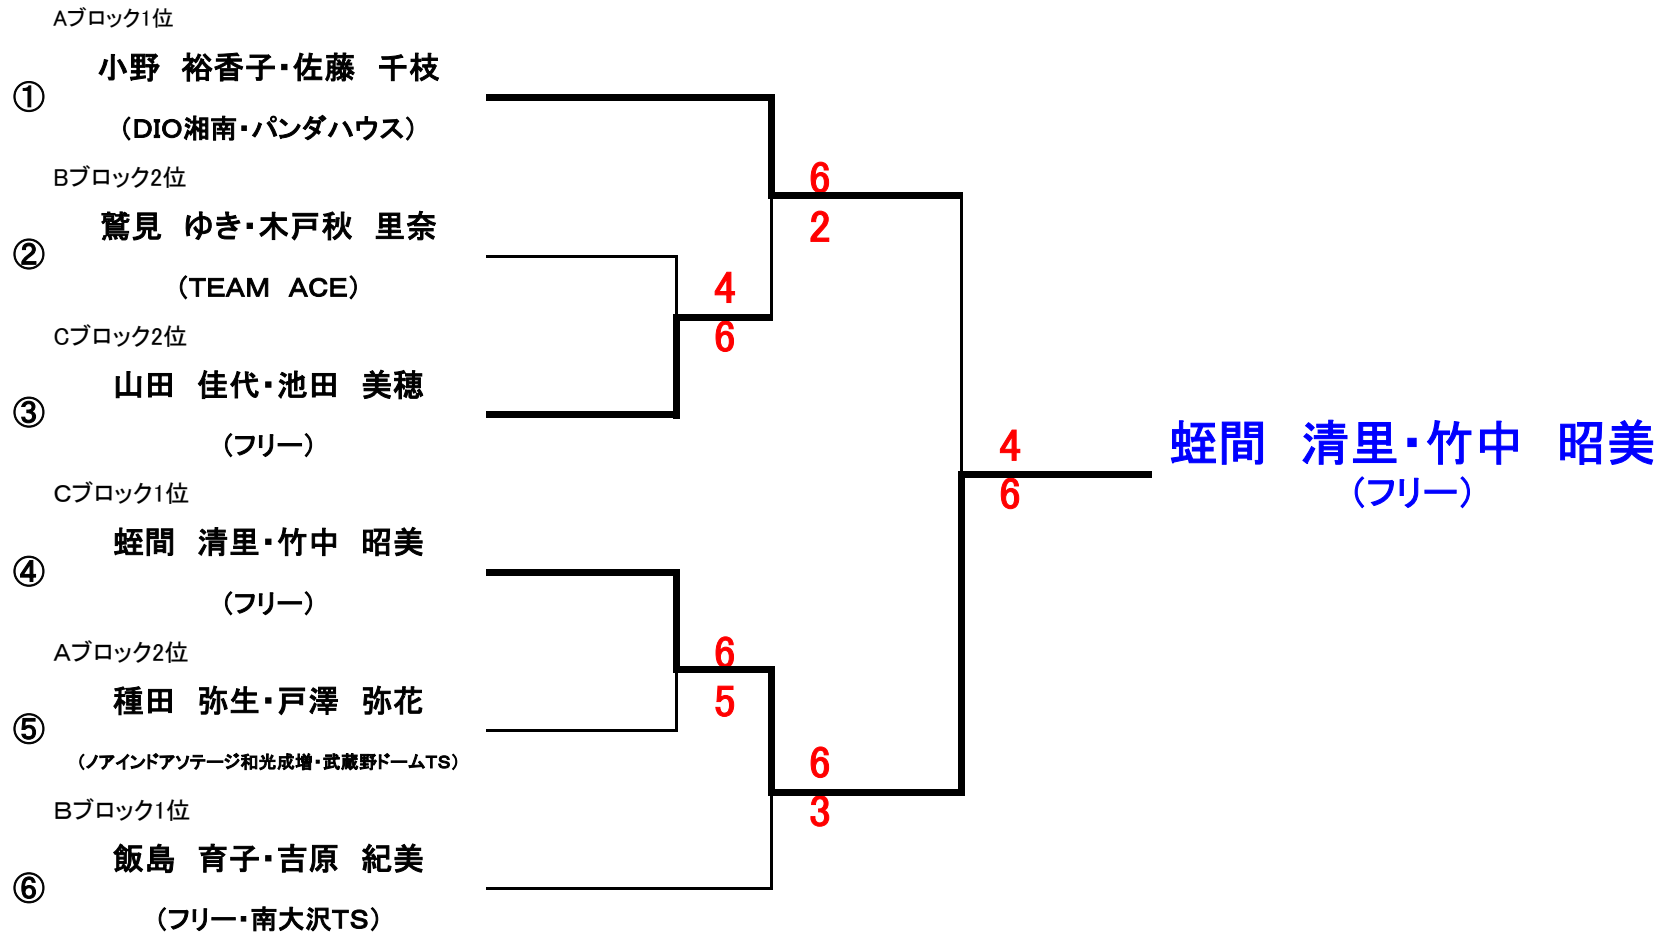 Aブロック1位
小野　裕香子・佐藤　千枝
①
（DIO湘南・パンダハウス）
Bブロック2位
鷲見　ゆき・木戸秋　里奈
②
（TEAM　ACE）
Cブロック2位
山田　佳代・池田　美穂
③
（フリー）
Cブロック1位
蛭間　清里・竹中　昭美
④
（フリー）
Aブロック2位
種田　弥生・戸澤　弥花
⑤
（ノアインドアソテージ和光成増・武蔵野ドームTS）
Bブロック1位
飯島　育子・吉原　紀美
⑥
（フリー・南大沢TS）
4
6
6
5
6
2
6
3
4
6
蛭間　清里・竹中　昭美
（フリー）